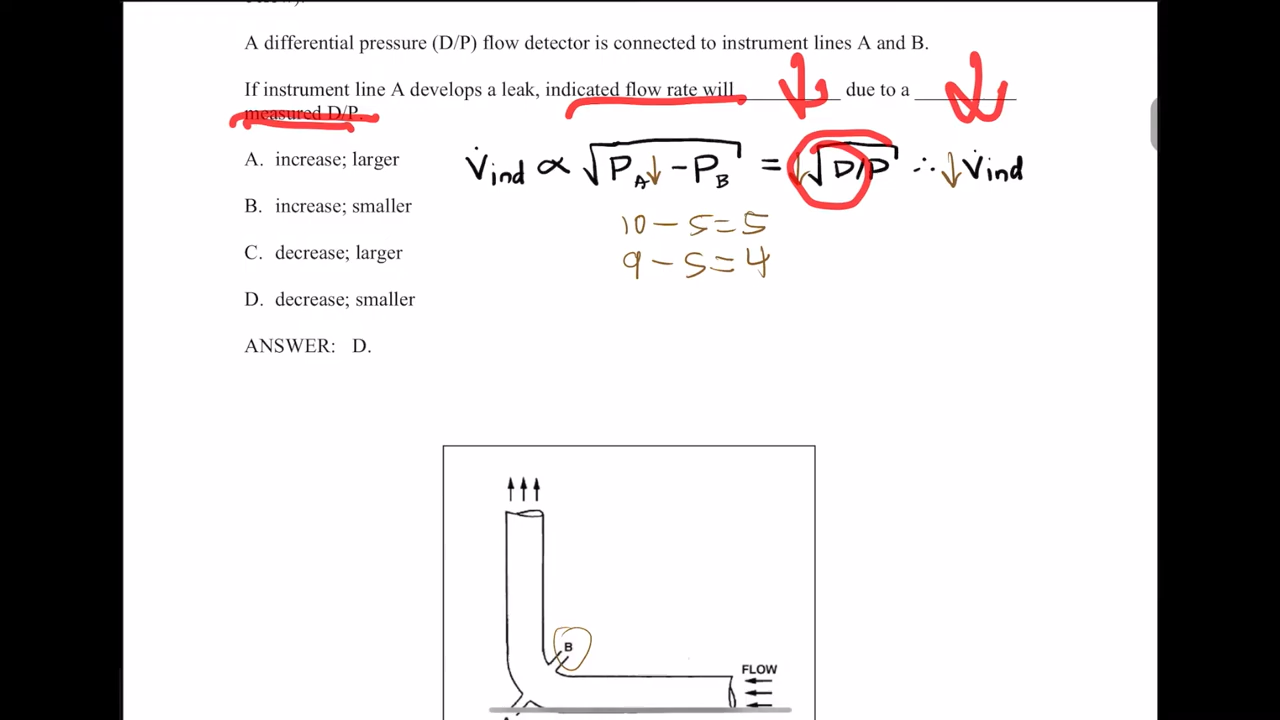 A differential pressure (D/P) flow detector is connected to instrument lines A and B.
If instrument line A develops a leak, indicated flow rate will __________ due to a __________
measured D/P.
A. increase; larger
B. increase; smaller
C. decrease; larger
D. decrease; smaller
ANSWER: D.
V̇ind ∝ √(PA↓ - PB) = ↓√D/P ∴ ↓V̇ind
10 - 5 = 5
9 - 5 = 4
B
FLOW